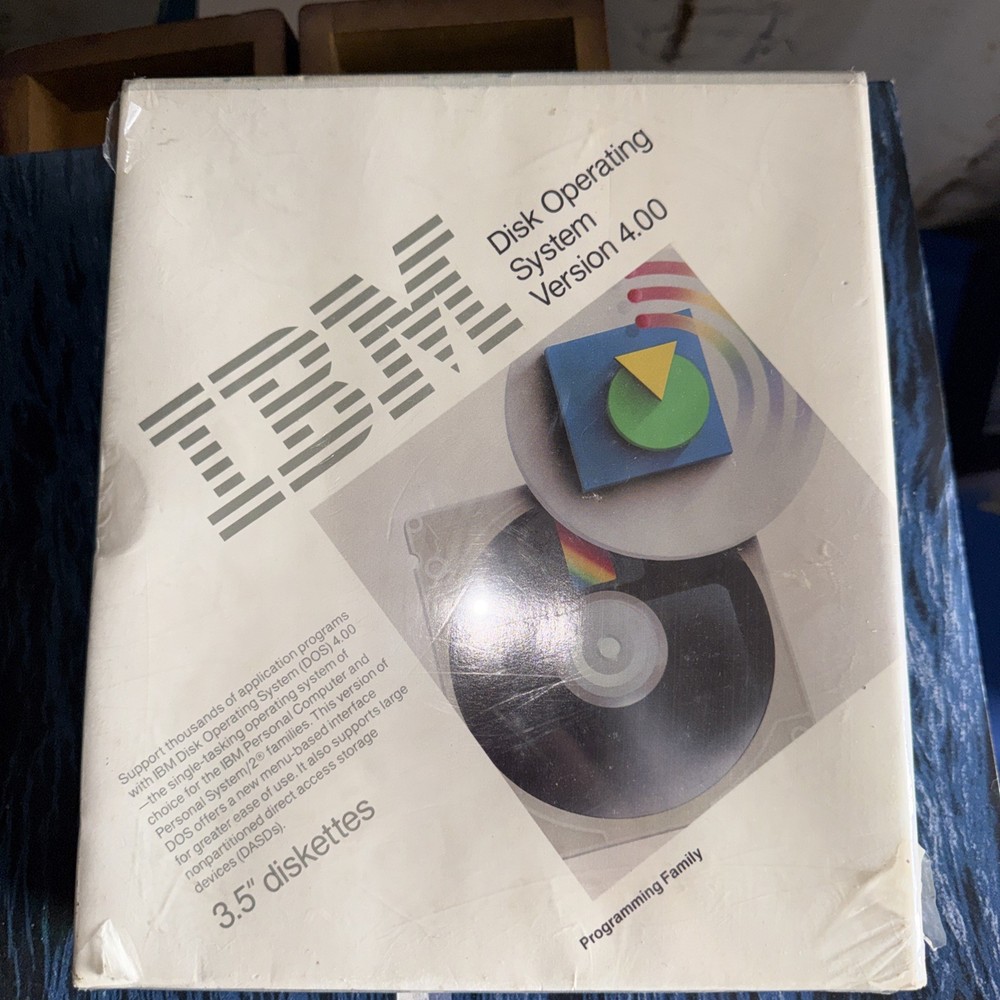 IBM
Disk Operating
System
Version 4.00
Support thousands of application programs
with IBM Disk Operating System (DOS) 4.00
—the single-tasking operating system of
choice for the IBM Personal Computer and
Personal System/2® families. This version of
DOS offers a new menu-based interface
for greater ease of use. It also supports large
nonpartitioned direct access storage
devices (DASDs).
3.5" diskettes
Programming Family